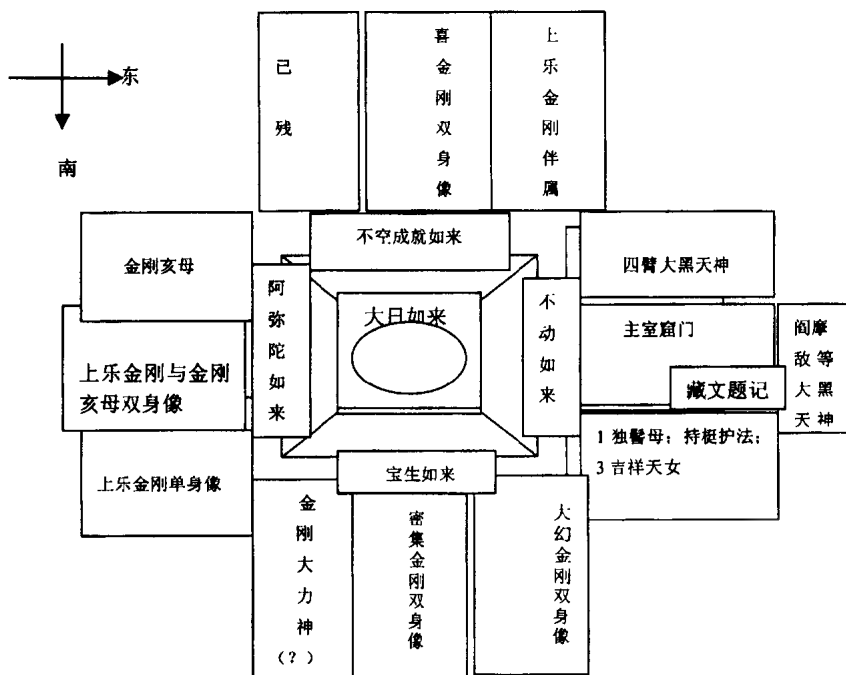 东
南
已残
喜金刚双身像
上乐金刚伴属
金刚亥母
不空成就如来
四臂大黑天神
阿弥陀如来
大日如来
不动如来
主室窟门
阎摩敌等大黑天神
上乐金刚与金刚
亥母双身像
藏文题记
上乐金刚单身像
宝生如来
1 独髻母；持梃护法；
3 吉祥天女
金刚大力神（？）
密集金刚双身像
大幻金刚双身像